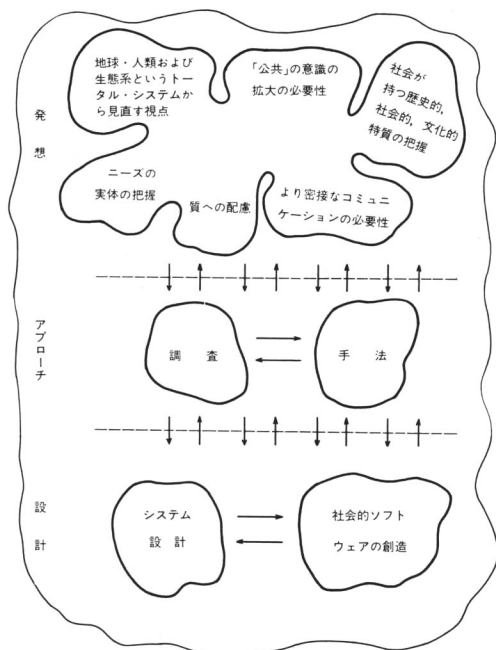 地球・人類および
生態系というトー
タル・システムか
ら見直す視点
「公共」の意識の
拡大の必要性
社会が
持つ歴史的,
社会的, 文化的
特質の把握
発想
ニーズの
実体の把握
質への配慮
より密接なコミュニ
ケーションの必要性
アプローチ
調査
手法
設計
システム
設計
社会的ソフト
ウェアの創造